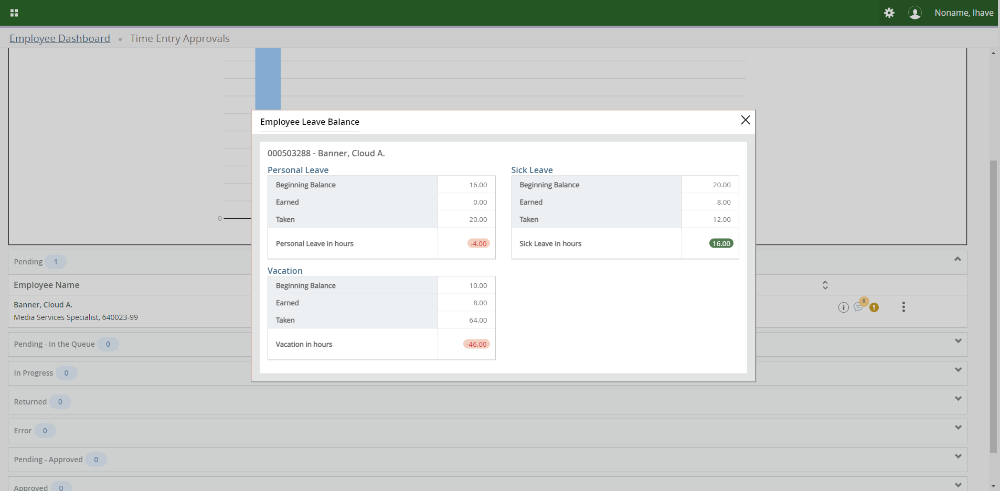 Noname, Ihave
Employee Dashboard • Time Entry Approvals
0
Employee Leave Balance
000503288 - Banner, Cloud A.
Personal Leave
Beginning Balance 16.00
Earned 0.00
Taken 20.00
Personal Leave in hours -4.00
Sick Leave
Beginning Balance 20.00
Earned 8.00
Taken 12.00
Sick Leave in hours 16.00
Vacation
Beginning Balance 10.00
Earned 8.00
Taken 64.00
Vacation in hours -46.00
Pending 1
Employee Name
Banner, Cloud A.
Media Services Specialist, 640023-99
8
Pending - In the Queue 0
In Progress 0
Returned 0
Error 0
Pending - Approved 0
Approved 0